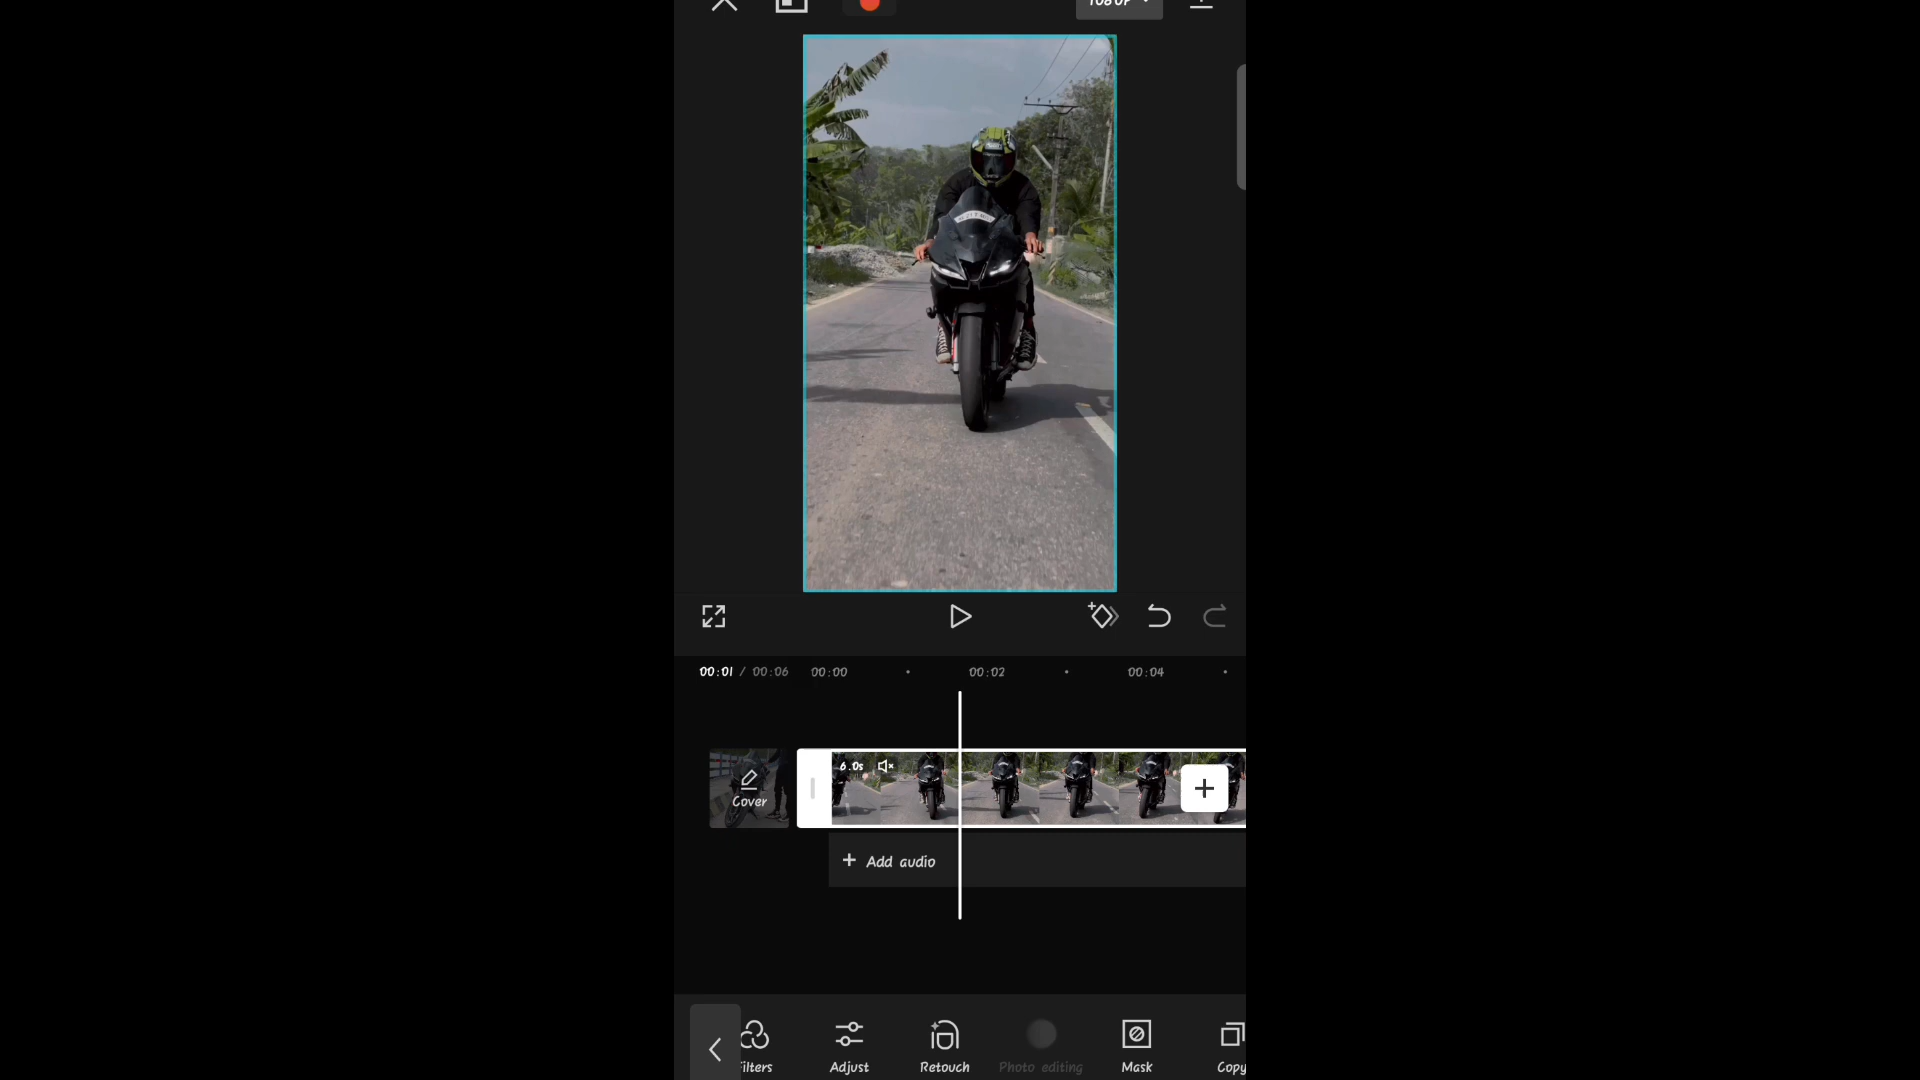 1080P
00:01 / 00:06 00:00 00:02 00:04
6.0s
Cover
+ Add audio
Adjust Retouch Photo editing Mask Copy